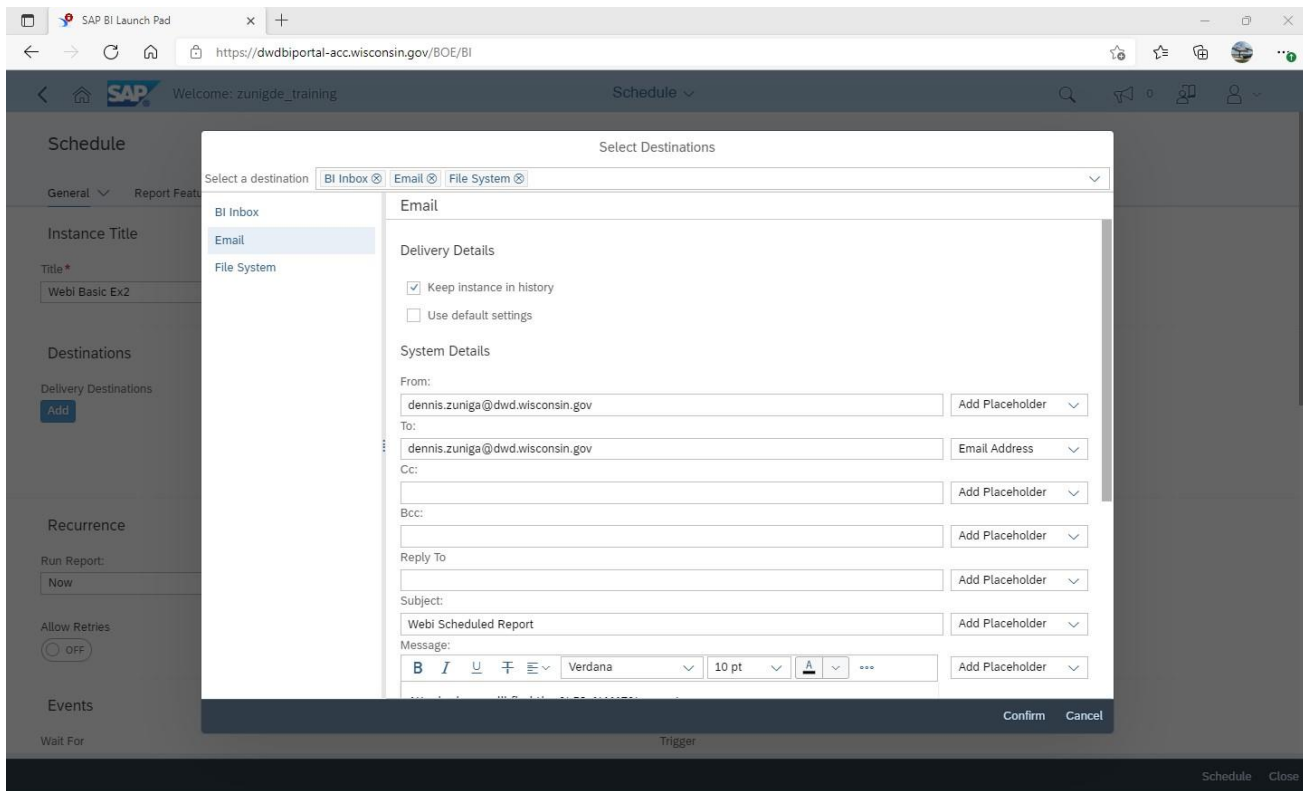 SAP BI Launch Pad
https://dwdbiportal-acc.wisconsin.gov/BOE/BI
SAP Welcome: zunigde_training Schedule 0
Schedule
General Report Featu
Instance Title
Title *
Webi Basic Ex2
Destinations
Delivery Destinations
Add
Recurrence
Run Report:
Now
Allow Retries
OFF
Events
Wait For Trigger
Select Destinations
Select a destination BI Inbox Email File System
BI Inbox
Email
File System
Email
Delivery Details
Keep instance in history
Use default settings
System Details
From:
dennis.zuniga@dwd.wisconsin.gov Add Placeholder
To:
dennis.zuniga@dwd.wisconsin.gov Email Address
Cc:
Add Placeholder
Bcc:
Add Placeholder
Reply To
Add Placeholder
Subject:
Webi Scheduled Report Add Placeholder
Message:
B I U T Verdana 10 pt A Add Placeholder
Confirm Cancel
Schedule Close